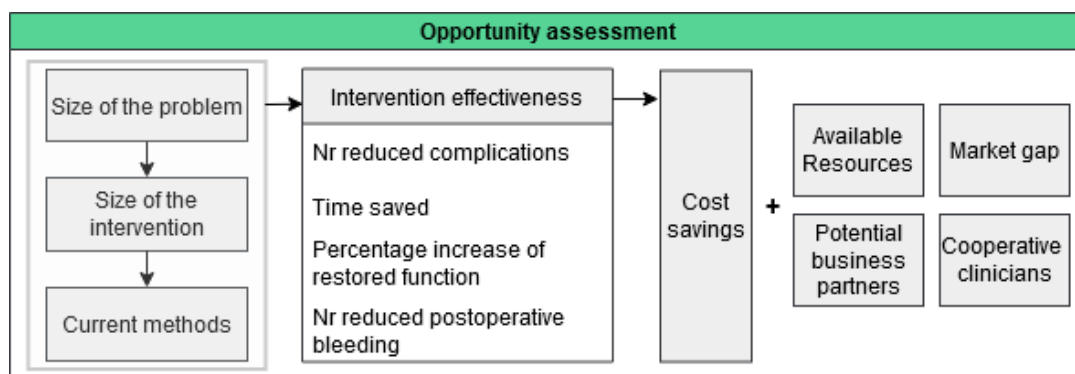 Opportunity assessment
Size of the problem
Size of the
intervention
Current methods
Intervention effectiveness
Nr reduced complications
Time saved
Percentage increase of
restored function
Nr reduced postoperative
bleeding
Cost
savings
+
Available
Resources
Market gap
Potential
business
partners
Cooperative
clinicians